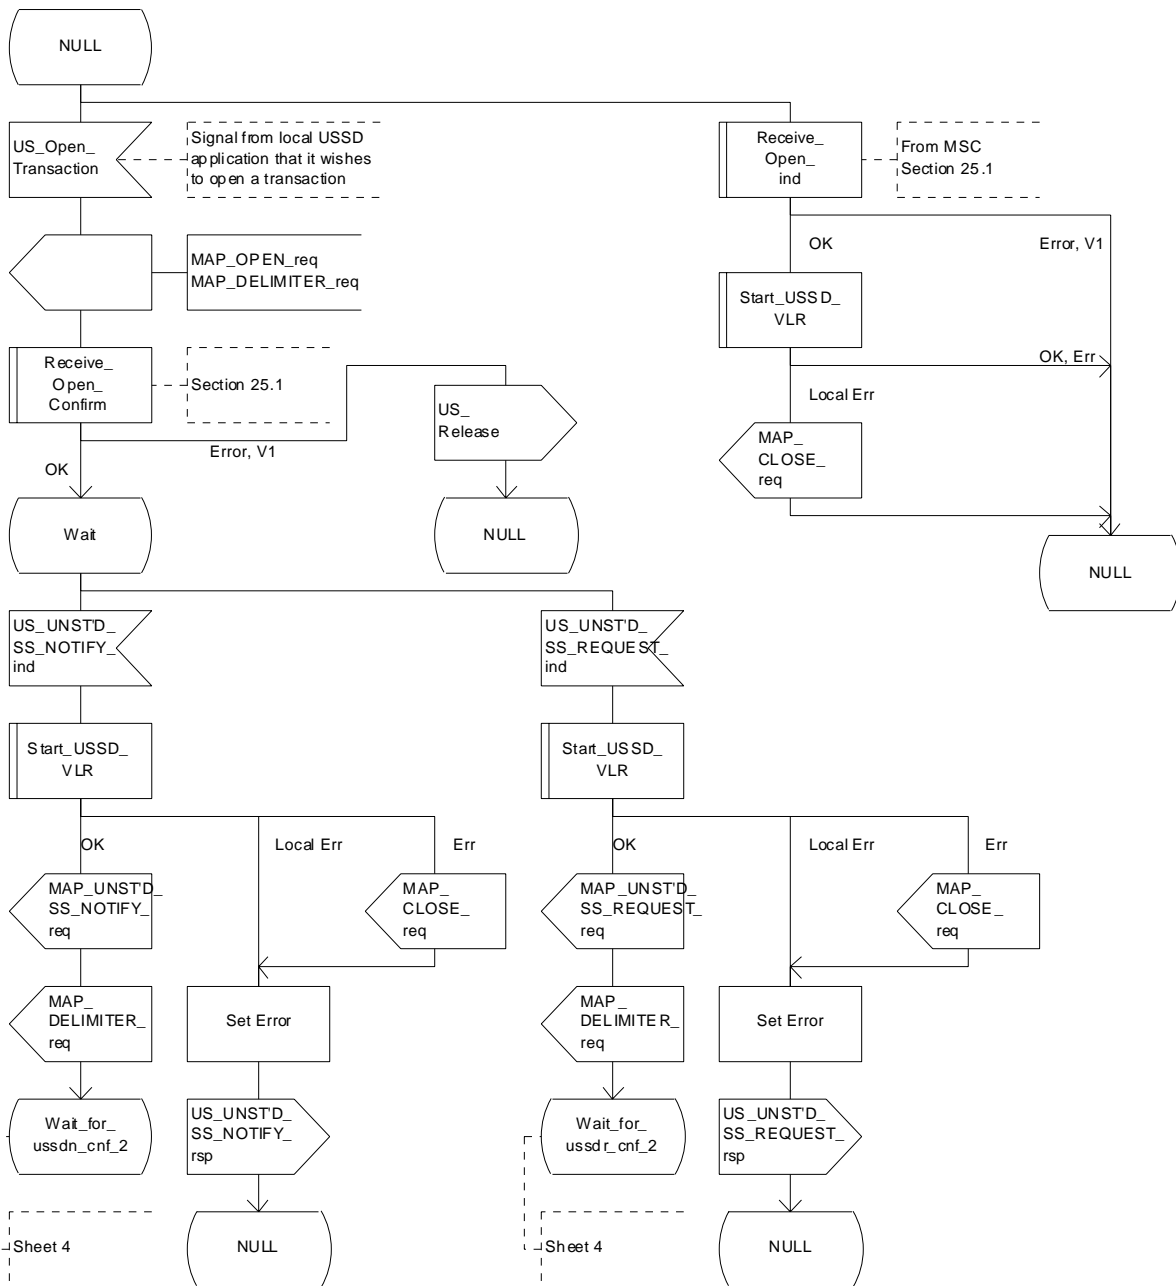 NULL
US_Open_
Transaction
Signal from local USSD
application that it wishes
to open a transaction
Receive_
Open_
ind
From MSC
Section 25.1
MAP_OPEN_req
MAP_DELIMITER_req
OK
Error, V1
Start_USSD_
VLR
Receive_
Open_
Confirm
Section 25.1
OK, Err
US_
Release
Local Err
Error, V1
MAP_
CLOSE_
req
OK
Wait
NULL
NULL
US_UNST'D_
SS_NOTIFY_
ind
US_UNST'D_
SS_REQUEST_
ind
Start_USSD_
VLR
Start_USSD_
VLR
OK
Local Err
Err
OK
Local Err
Err
MAP_UNST'D_
SS_NOTIFY_
req
MAP_
CLOSE_
req
MAP_UNST'D_
SS_REQUEST_
req
MAP_
CLOSE_
req
MAP_
DELIMITER_
req
Set Error
MAP_
DELIMITER_
req
Set Error
Wait_for_
ussdn_cnf_2
US_UNST'D_
SS_NOTIFY_
rsp
Wait_for_
ussdr_cnf_2
US_UNST'D_
SS_REQUEST_
rsp
Sheet 4
NULL
Sheet 4
NULL